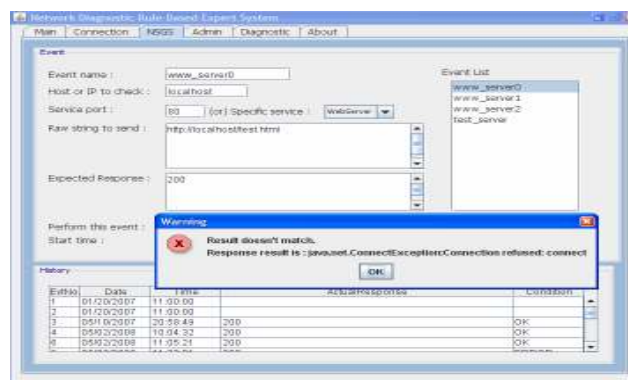 Network Diagnostic Rule-Based Expert System
Main Connection NSGS Admin Diagnostic About
Event
Event name : www_server0
Event List
Host or IP to check : localhost
www_server0
www_server1
www_server2
test_server
Service port : 80 (or) Specific service : WebServer
Raw string to send : http://localhost/test.html
Expected Response : 200
Perform this event :
Start time :
Warning
Result doesn't match.
Response result is : java.net.ConnectException:Connection refused: connect
OK
History
EvtNo Date Time ActualResponse Condition
1 01/20/2007 11:00:00
2 01/20/2007 11:00:00
3 05/10/2007 20:58:49 200 OK
4 05/02/2008 10:04:32 200 OK
05/02/2008 11:05:21 200 OK